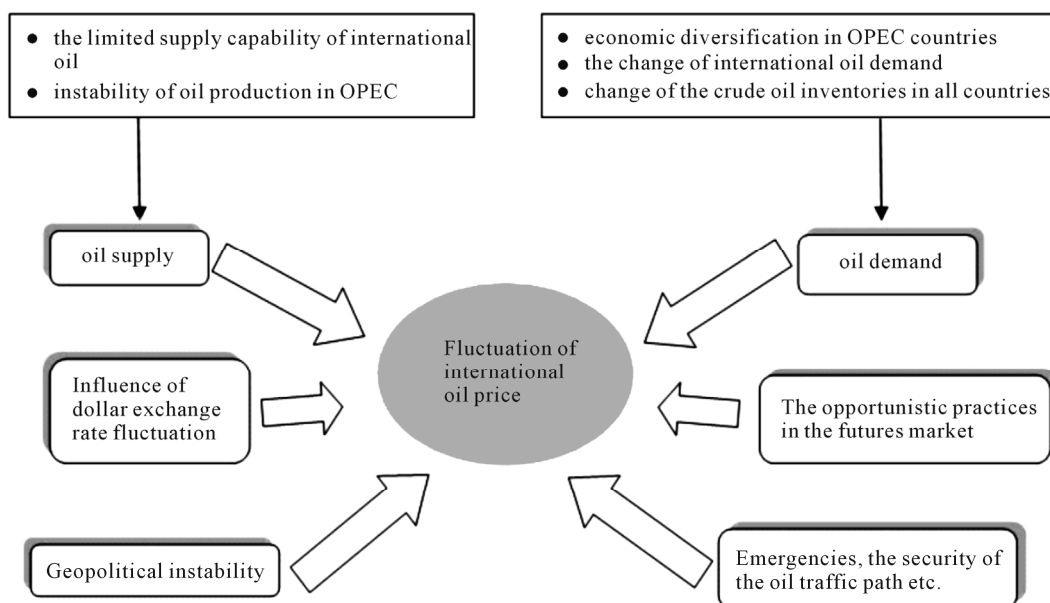 ● the limited supply capability of international
oil
● instability of oil production in OPEC
● economic diversification in OPEC countries
● the change of international oil demand
● change of the crude oil inventories in all countries
oil supply
oil demand
Fluctuation of
international
oil price
Influence of
dollar exchange
rate fluctuation
The opportunistic practices
in the futures market
Geopolitical instability
Emergencies, the security of
the oil traffic path etc.